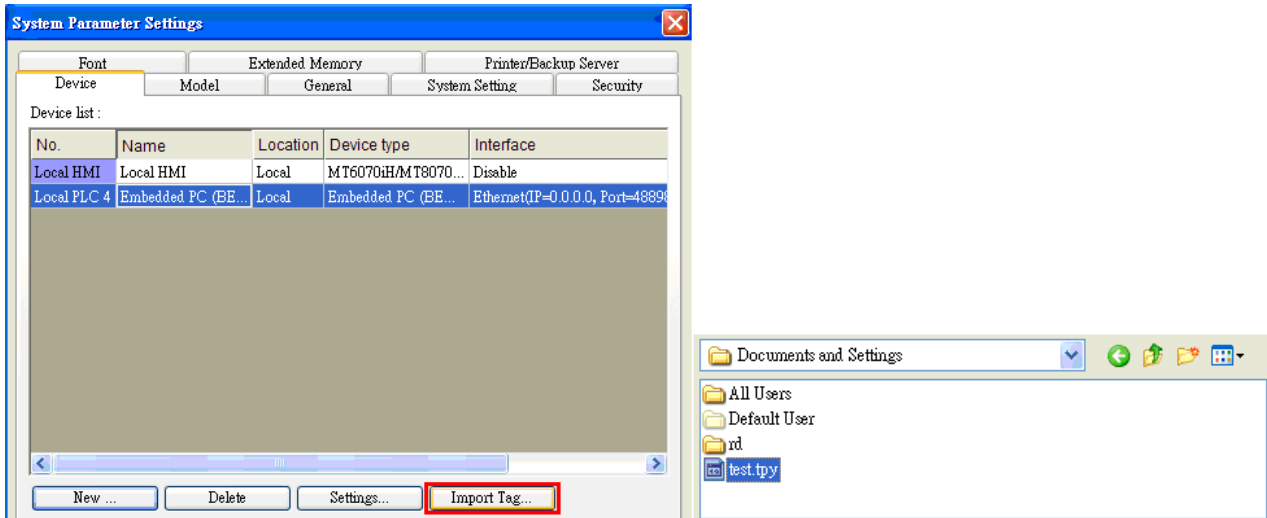 System Parameter Settings
Font Extended Memory Printer/Backup Server
Device Model General System Setting Security
Device list :
No. Name Location Device type Interface
Local HMI Local HMI Local MT6070iH/MT8070... Disable
Local PLC 4 Embedded PC (BE... Local Embedded PC (BE... Ethernet(IP=0.0.0.0, Port=48898
New ... Delete Settings... Import Tag...
Documents and Settings
All Users
Default User
rd
test.tpy